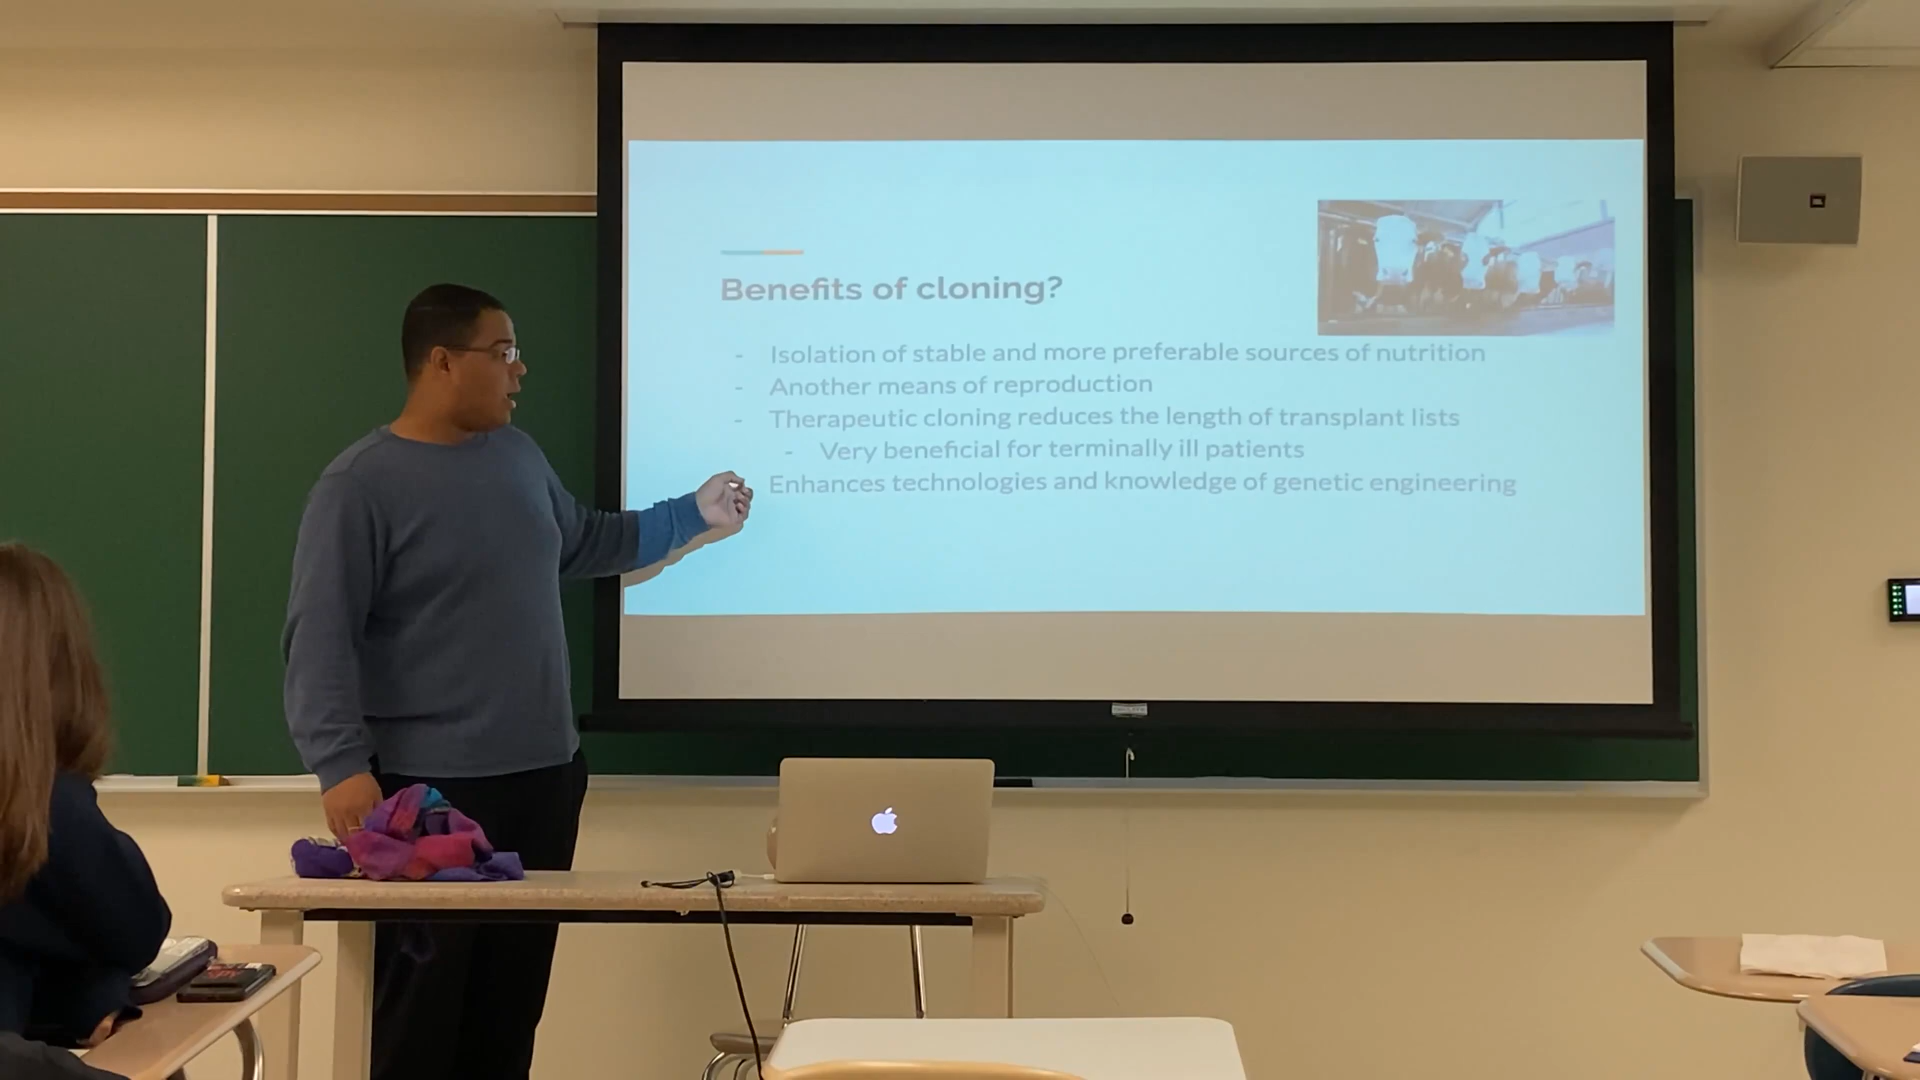 Benefits of cloning?
- Isolation of stable and more preferable sources of nutrition
- Another means of reproduction
- Therapeutic cloning reduces the length of transplant lists
- Very beneficial for terminally ill patients
Enhances technologies and knowledge of genetic engineering